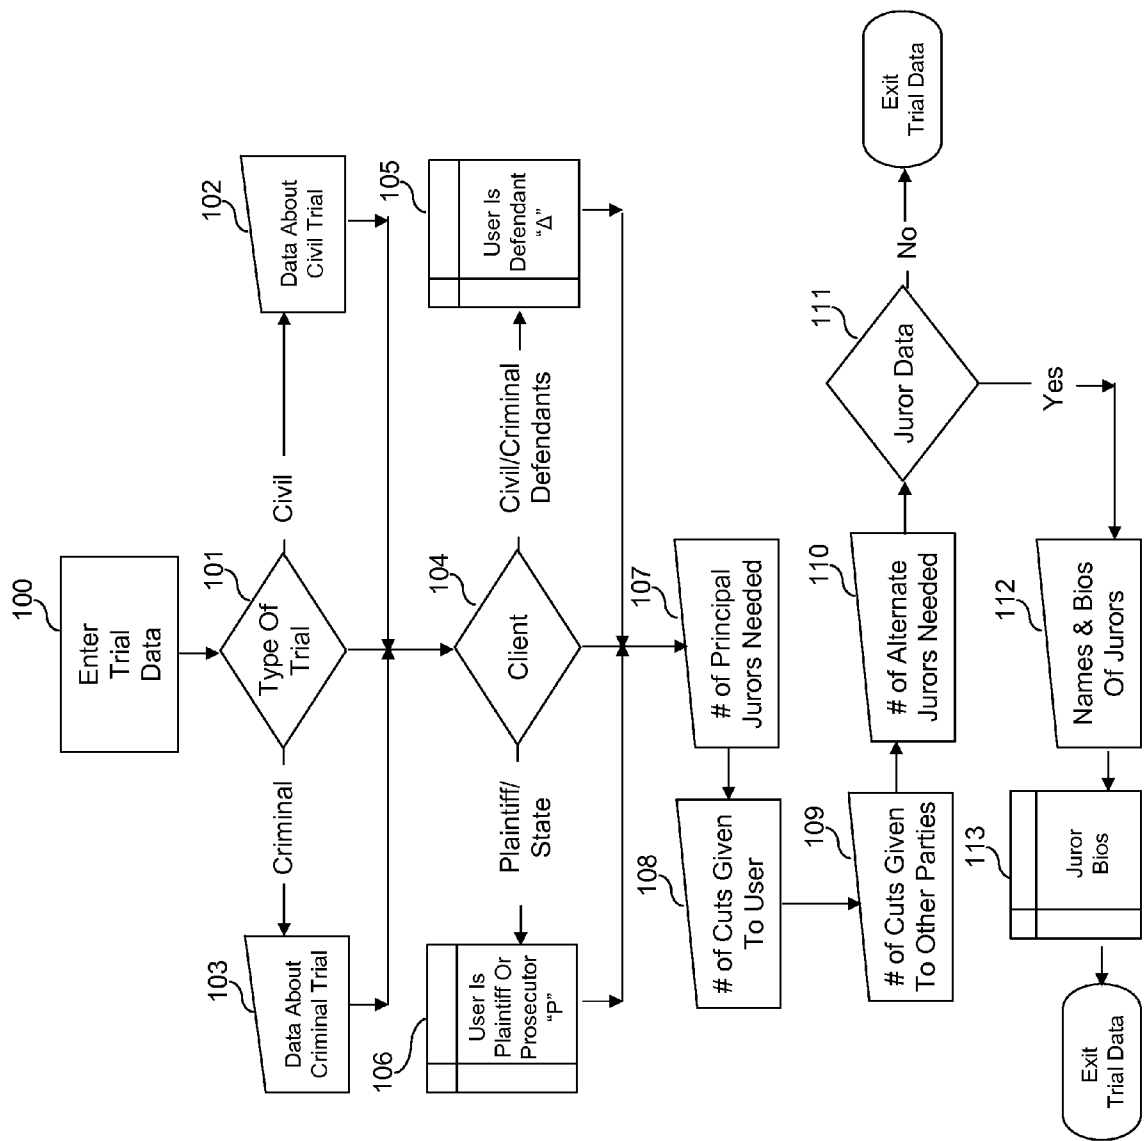 100
Enter
Trial
Data
101
Type Of
Trial
Civil
102
Data About
Civil Trial
Criminal
103
Data About
Criminal Trial
104
Client
Civil/Criminal
Defendants
105
User Is
Defendant
“Δ”
Plaintiff/
State
106
User Is
Plaintiff Or
Prosecutor
“P”
107
# of Principal
Jurors Needed
108
# of Cuts Given
To User
109
# of Cuts Given
To Other Parties
110
# of Alternate
Jurors Needed
111
Juror Data
No
Exit
Trial Data
Yes
112
Names & Bios
Of Jurors
113
Juror
Bios
Exit
Trial Data